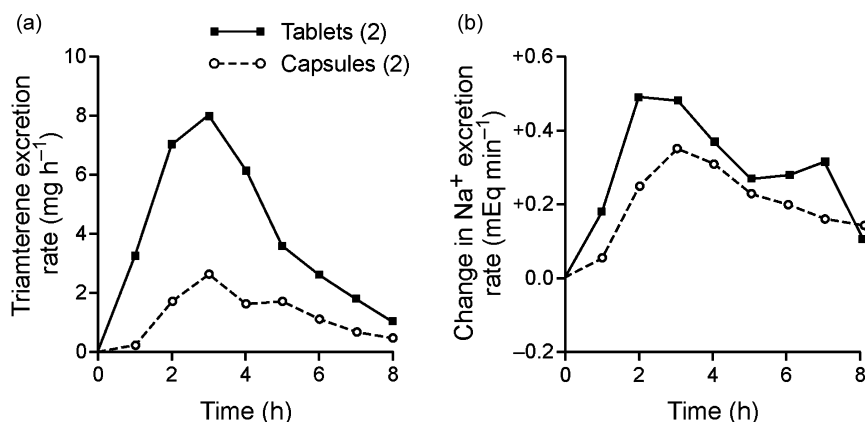 (a)
Tablets (2)
Capsules (2)
Triamterene excretion
rate (mg h⁻¹)
10
8
6
4
2
0
0 2 4 6 8
Time (h)
(b)
Change in Na⁺ excretion
rate (mEq min⁻¹)
+0.6
+0.4
+0.2
0.0
–0.2
0 2 4 6 8
Time (h)